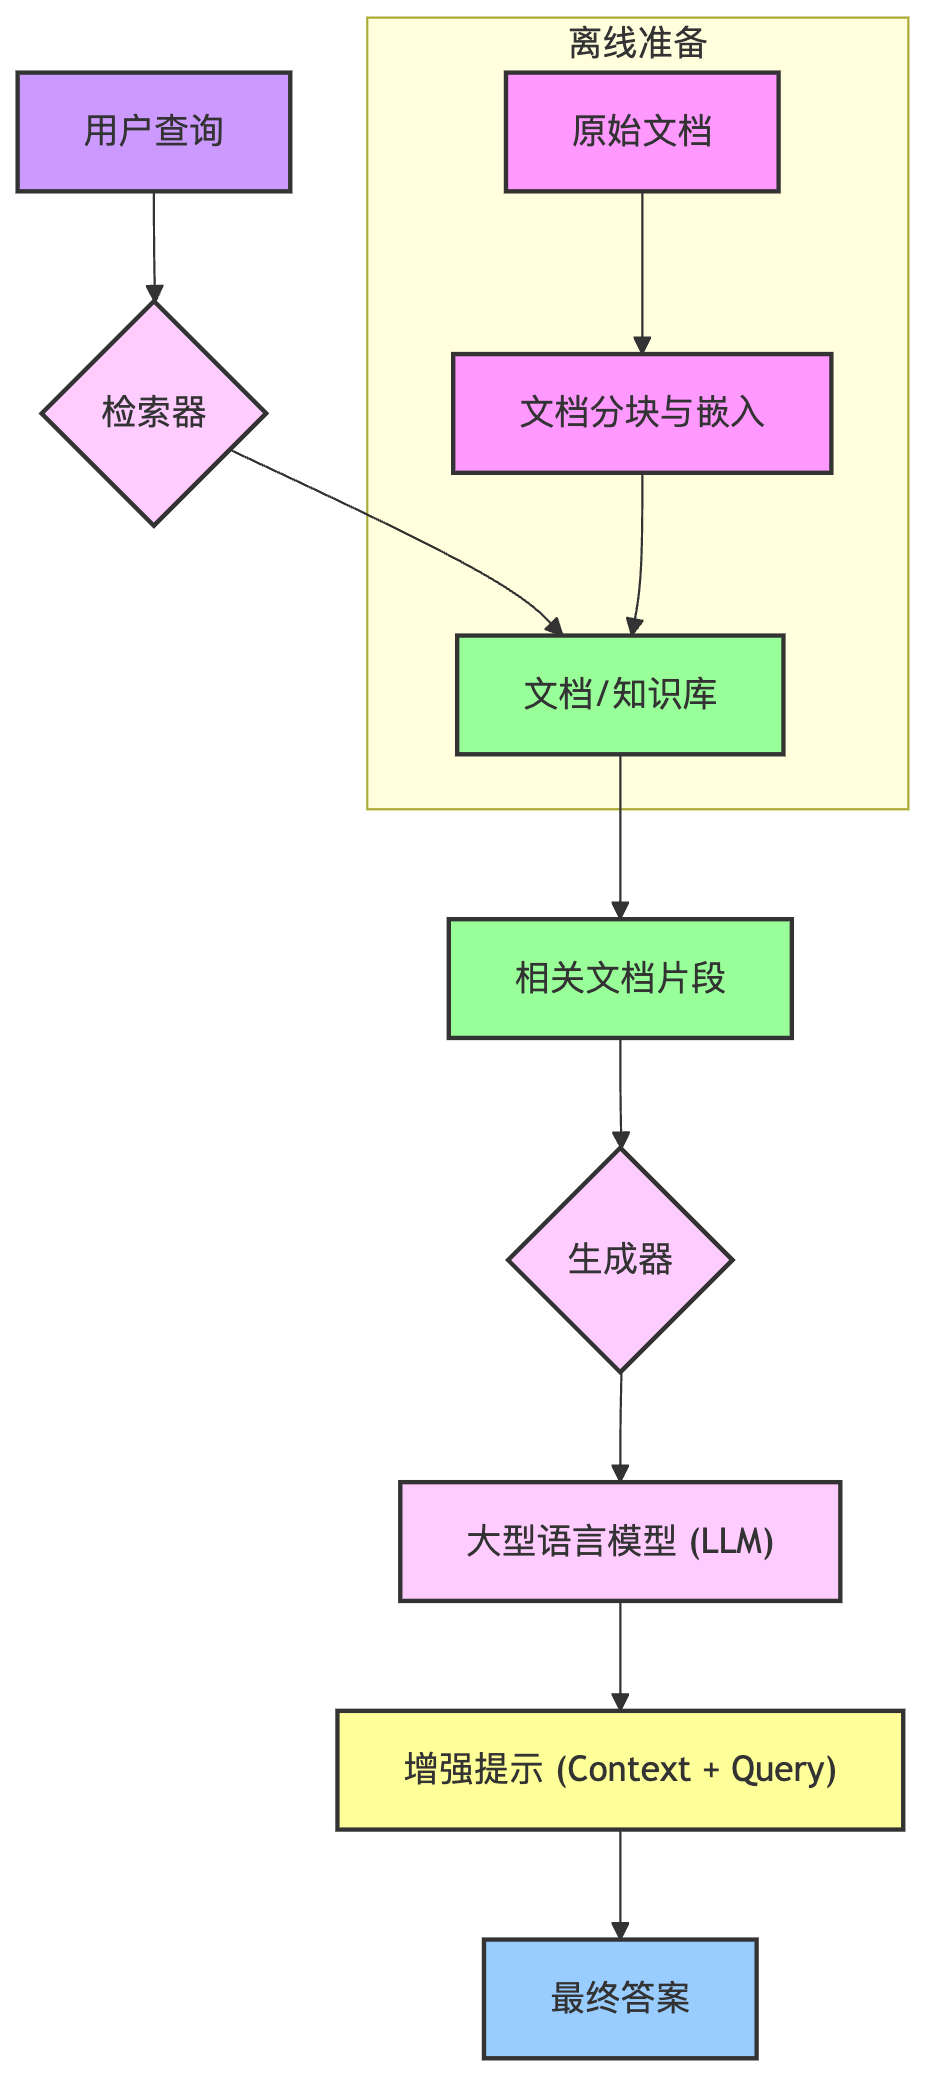 离线准备
用户查询
原始文档
检索器
文档分块与嵌入
文档/知识库
相关文档片段
生成器
大型语言模型 (LLM)
增强提示 (Context + Query)
最终答案